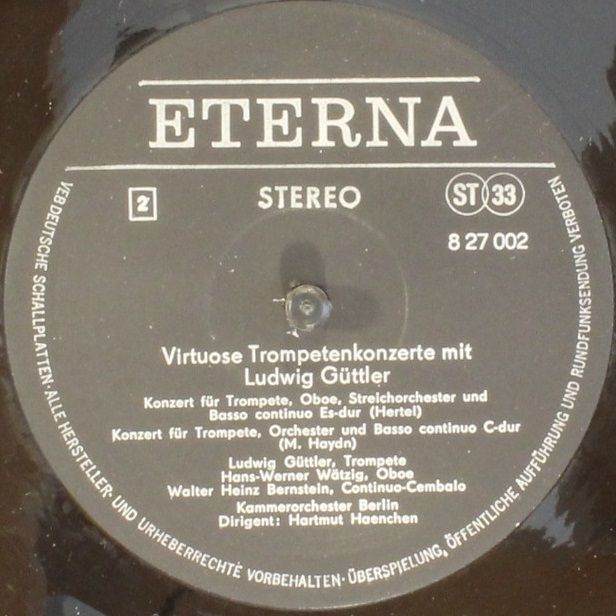 ETERNA
2
STEREO
ST 33
8 27 002
Virtuose Trompetenkonzerte mit
Ludwig Güttler
Konzert für Trompete, Oboe, Streichorchester und
Basso continuo Es-dur (Hertel)
Konzert für Trompete, Orchester und Basso continuo C-dur
(M. Haydn)
Ludwig Güttler, Trompete
Hans-Werner Wätzig, Oboe
Walter Heinz Bernstein, Continuo-Cembalo
Kammerorchester Berlin
Dirigent: Hartmut Haenchen
VEB DEUTSCHE SCHALLPLATTEN · ALLE HERSTELLER- UND URHEBERRECHTE VORBEHALTEN · ÜBERSPIELUNG, ÖFFENTLICHE AUFFÜHRUNG UND RUNDFUNKSENDUNG VERBOTEN